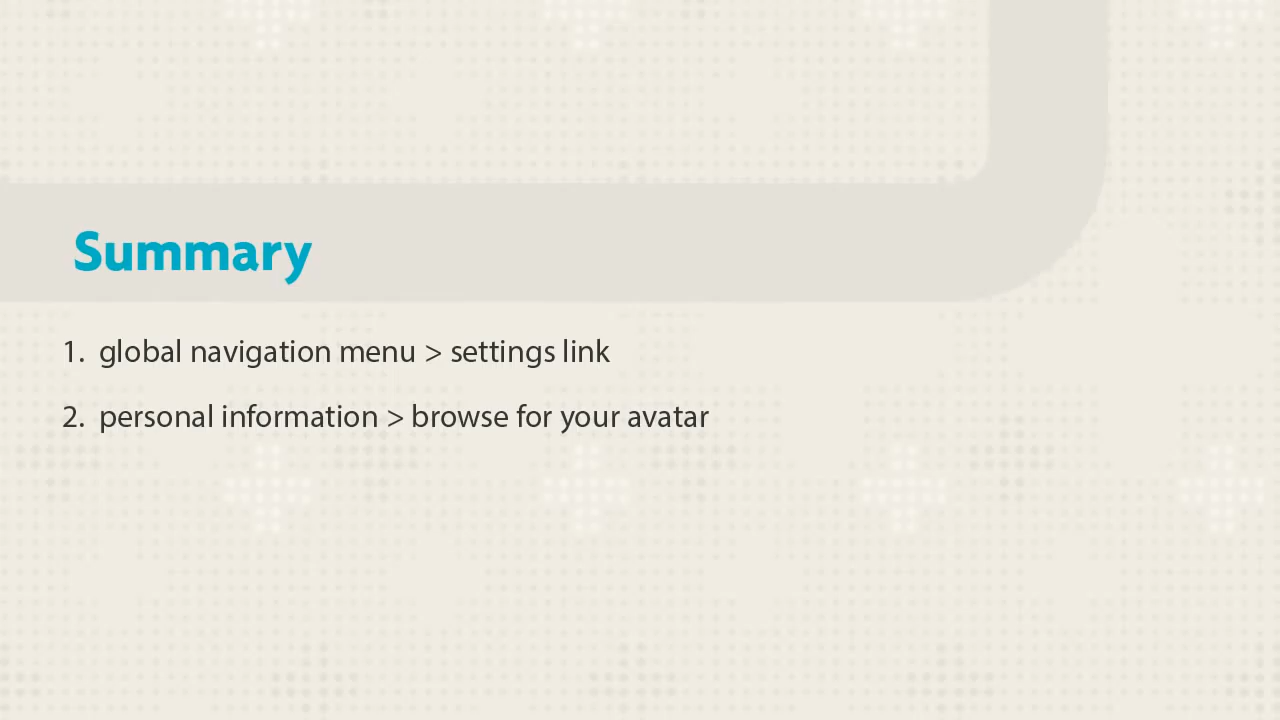 Summary
1. global navigation menu > settings link
2. personal information > browse for your avatar